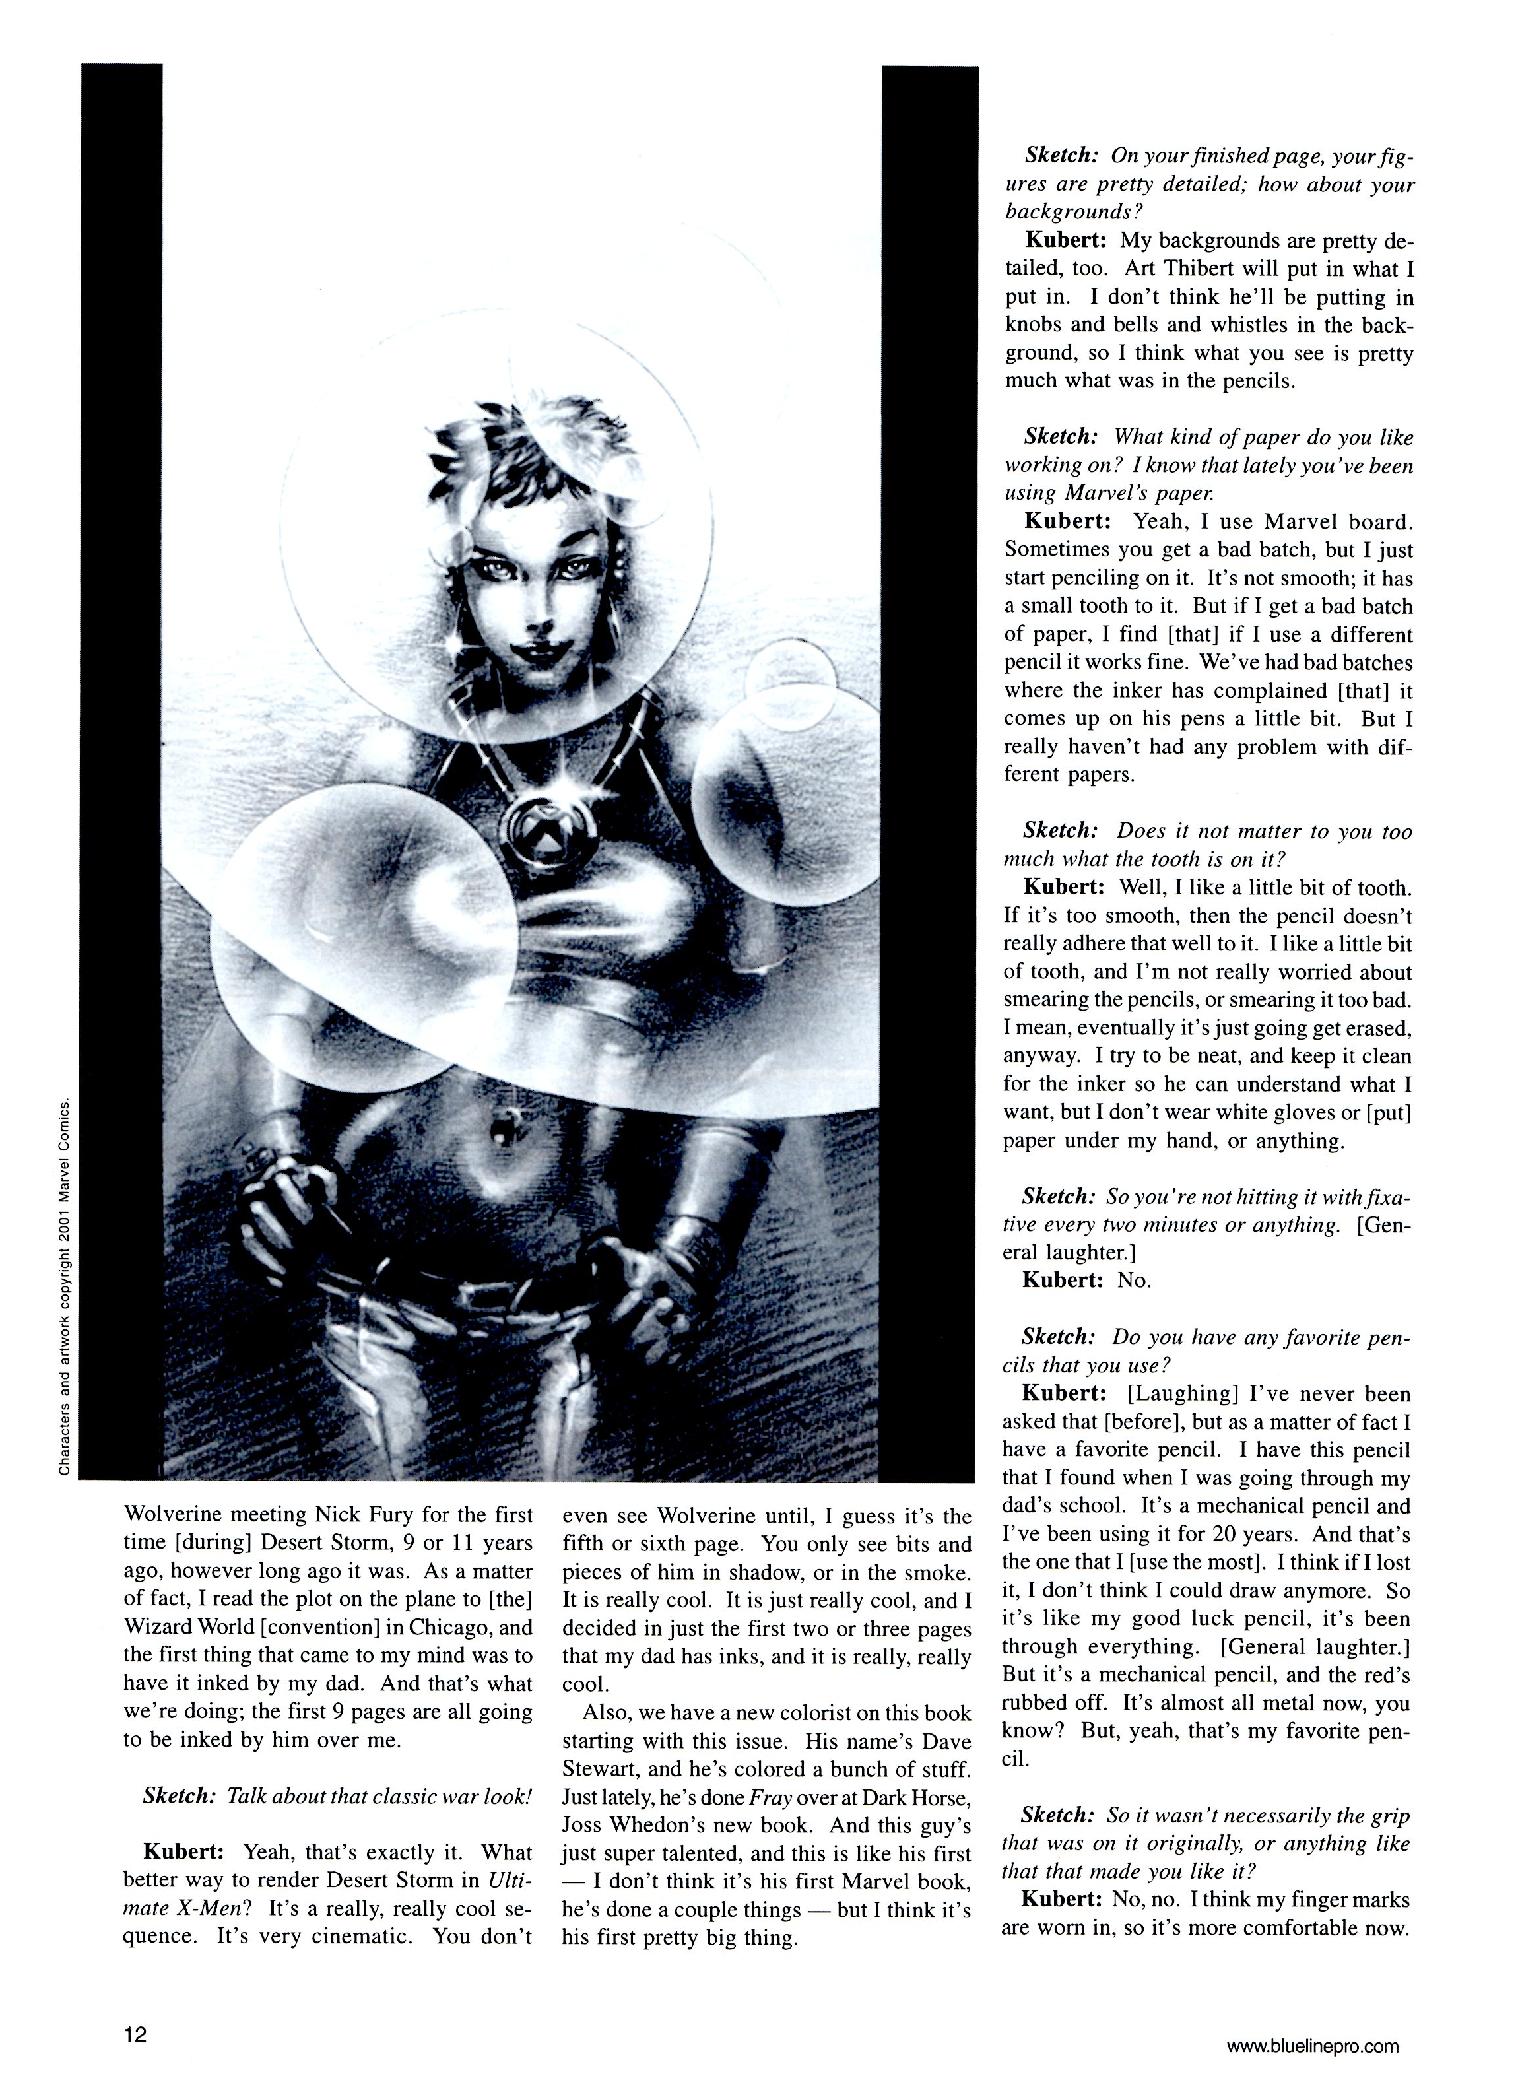 Characters and artwork copyright 2001 Marvel Comics.
Wolverine meeting Nick Fury for the first
time [during] Desert Storm, 9 or 11 years
ago, however long ago it was. As a matter
of fact, I read the plot on the plane to [the]
Wizard World [convention] in Chicago, and
the first thing that came to my mind was to
have it inked by my dad. And that's what
we're doing; the first 9 pages are all going
to be inked by him over me.
Sketch: Talk about that classic war look!
Kubert: Yeah, that's exactly it. What
better way to render Desert Storm in Ulti-
mate X-Men? It's a really, really cool se-
quence. It's very cinematic. You don't
even see Wolverine until, I guess it's the
fifth or sixth page. You only see bits and
pieces of him in shadow, or in the smoke.
It is really cool. It is just really cool, and I
decided in just the first two or three pages
that my dad has inks, and it is really, really
cool.
Also, we have a new colorist on this book
starting with this issue. His name's Dave
Stewart, and he's colored a bunch of stuff.
Just lately, he's done Fray over at Dark Horse,
Joss Whedon's new book. And this guy's
just super talented, and this is like his first
— I don't think it's his first Marvel book,
he's done a couple things — but I think it's
his first pretty big thing.
Sketch: On your finished page, your fig-
ures are pretty detailed; how about your
backgrounds?
Kubert: My backgrounds are pretty de-
tailed, too. Art Thibert will put in what I
put in. I don't think he'll be putting in
knobs and bells and whistles in the back-
ground, so I think what you see is pretty
much what was in the pencils.
Sketch: What kind of paper do you like
working on? I know that lately you've been
using Marvel's paper.
Kubert: Yeah, I use Marvel board.
Sometimes you get a bad batch, but I just
start penciling on it. It's not smooth; it has
a small tooth to it. But if I get a bad batch
of paper, I find [that] if I use a different
pencil it works fine. We've had bad batches
where the inker has complained [that] it
comes up on his pens a little bit. But I
really haven't had any problem with dif-
ferent papers.
Sketch: Does it not matter to you too
much what the tooth is on it?
Kubert: Well, I like a little bit of tooth.
If it's too smooth, then the pencil doesn't
really adhere that well to it. I like a little bit
of tooth, and I'm not really worried about
smearing the pencils, or smearing it too bad.
I mean, eventually it's just going get erased,
anyway. I try to be neat, and keep it clean
for the inker so he can understand what I
want, but I don't wear white gloves or [put]
paper under my hand, or anything.
Sketch: So you're not hitting it with fixa-
tive every two minutes or anything. [Gen-
eral laughter.]
Kubert: No.
Sketch: Do you have any favorite pen-
cils that you use?
Kubert: [Laughing] I've never been
asked that [before], but as a matter of fact I
have a favorite pencil. I have this pencil
that I found when I was going through my
dad's school. It's a mechanical pencil and
I've been using it for 20 years. And that's
the one that I [use the most]. I think if I lost
it, I don't think I could draw anymore. So
it's like my good luck pencil, it's been
through everything. [General laughter.]
But it's a mechanical pencil, and the red's
rubbed off. It's almost all metal now, you
know? But, yeah, that's my favorite pen-
cil.
Sketch: So it wasn't necessarily the grip
that was on it originally, or anything like
that that made you like it?
Kubert: No, no. I think my finger marks
are worn in, so it's more comfortable now.
12
www.bluelinepro.com